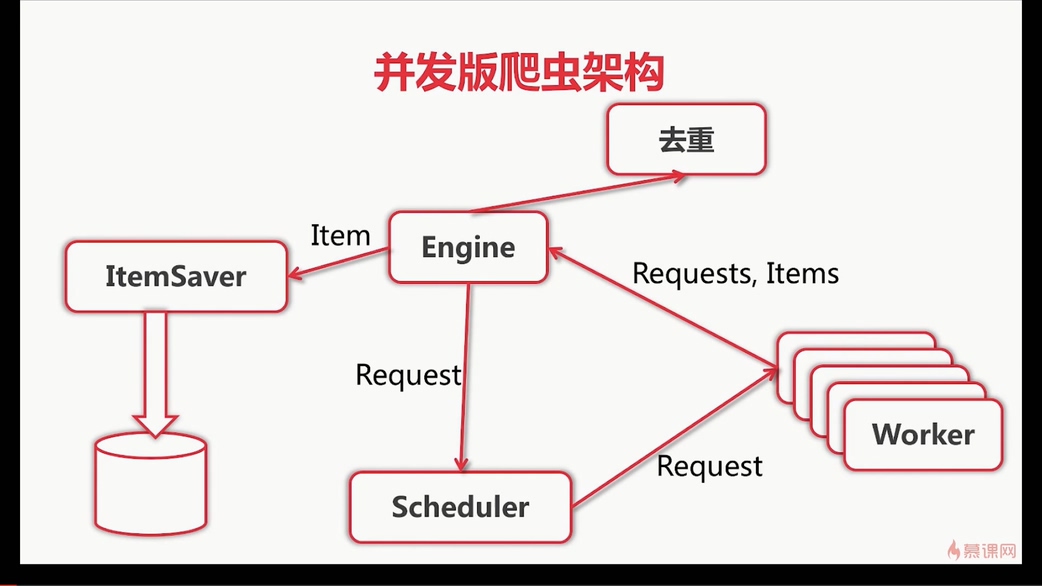 并发版爬虫架构
去重
Item
Engine
ItemSaver
Requests, Items
Request
Worker
Request
Scheduler
慕课网